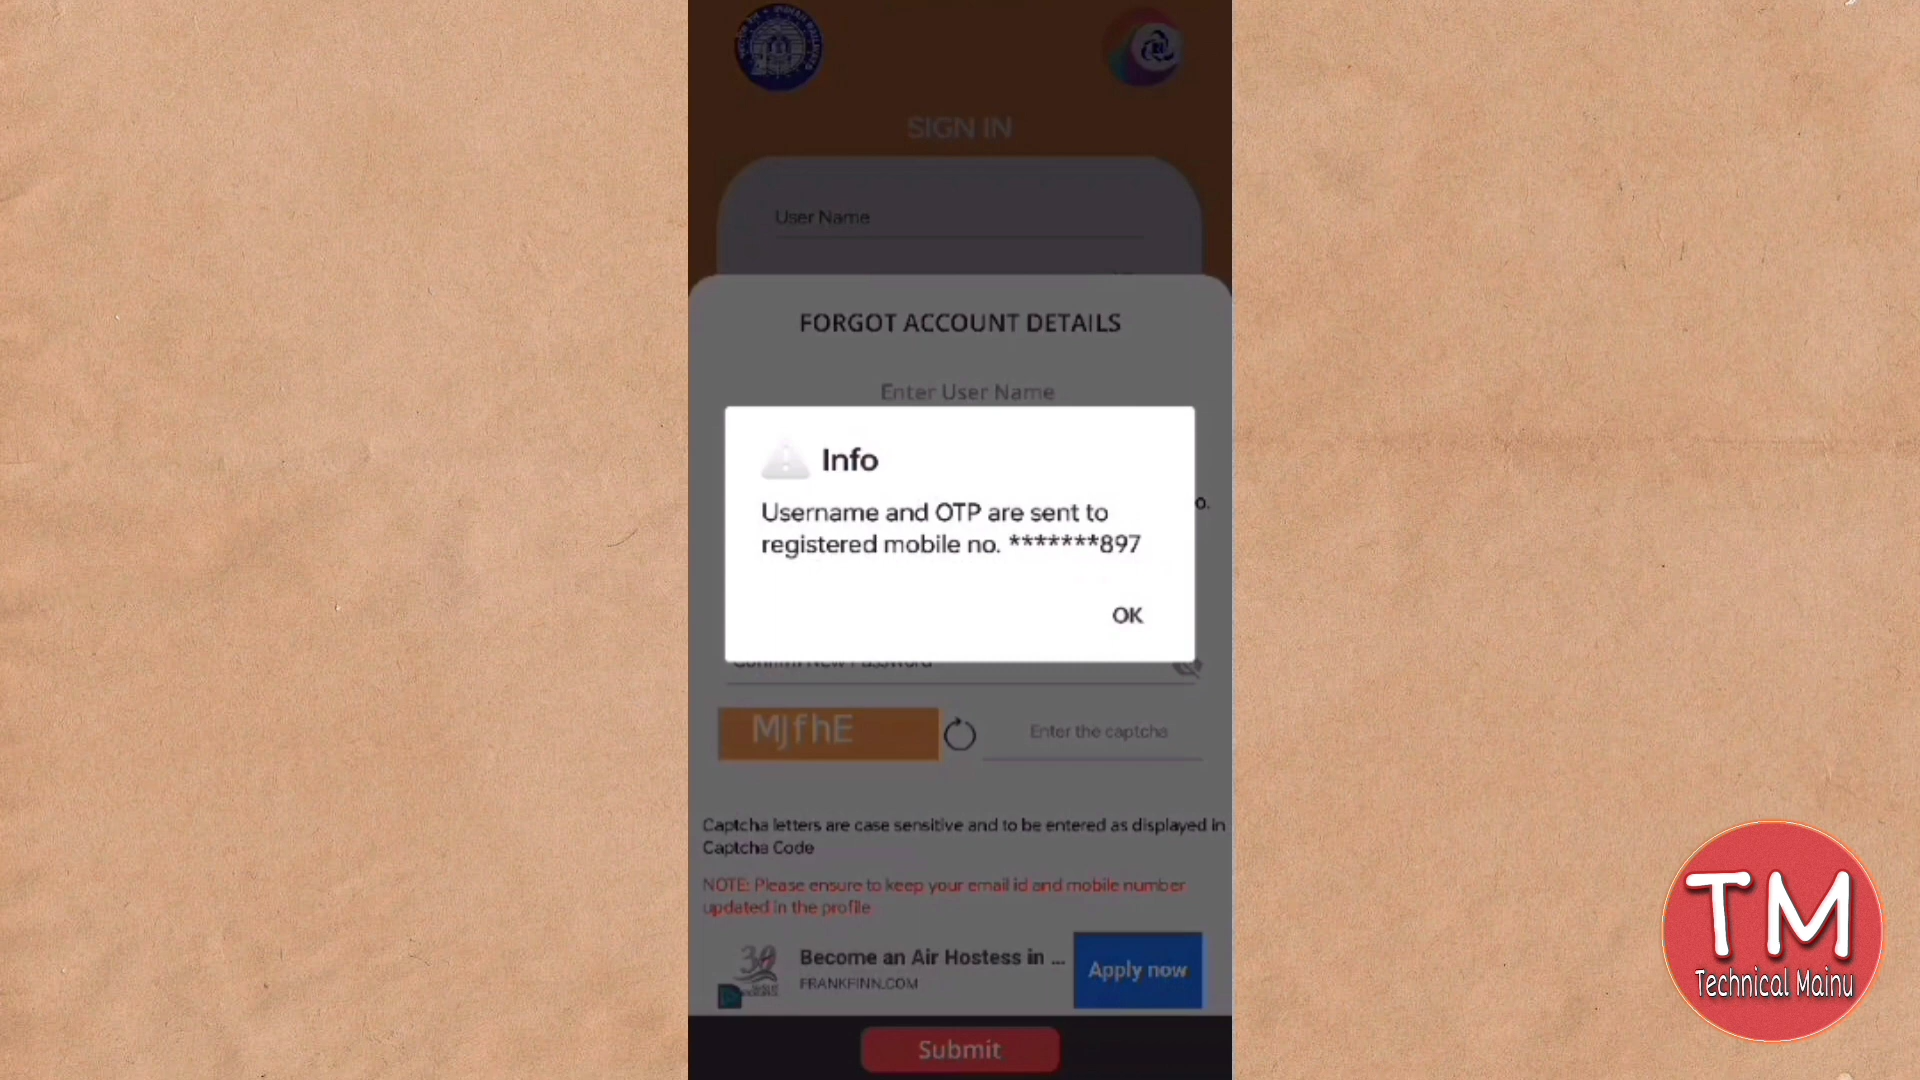 SIGN IN
User Name
FORGOT ACCOUNT DETAILS
Enter User Name
Info
Username and OTP are sent to
registered mobile no. *******897
o.
OK
Confirm New Password
MJfhE
Enter the captcha
Captcha letters are case sensitive and to be entered as displayed in
Captcha Code
NOTE: Please ensure to keep your email id and mobile number
updated in the profile
30
Become an Air Hostess in ...
FRANKFINN.COM
Apply now
Submit
TM
Technical Mainu